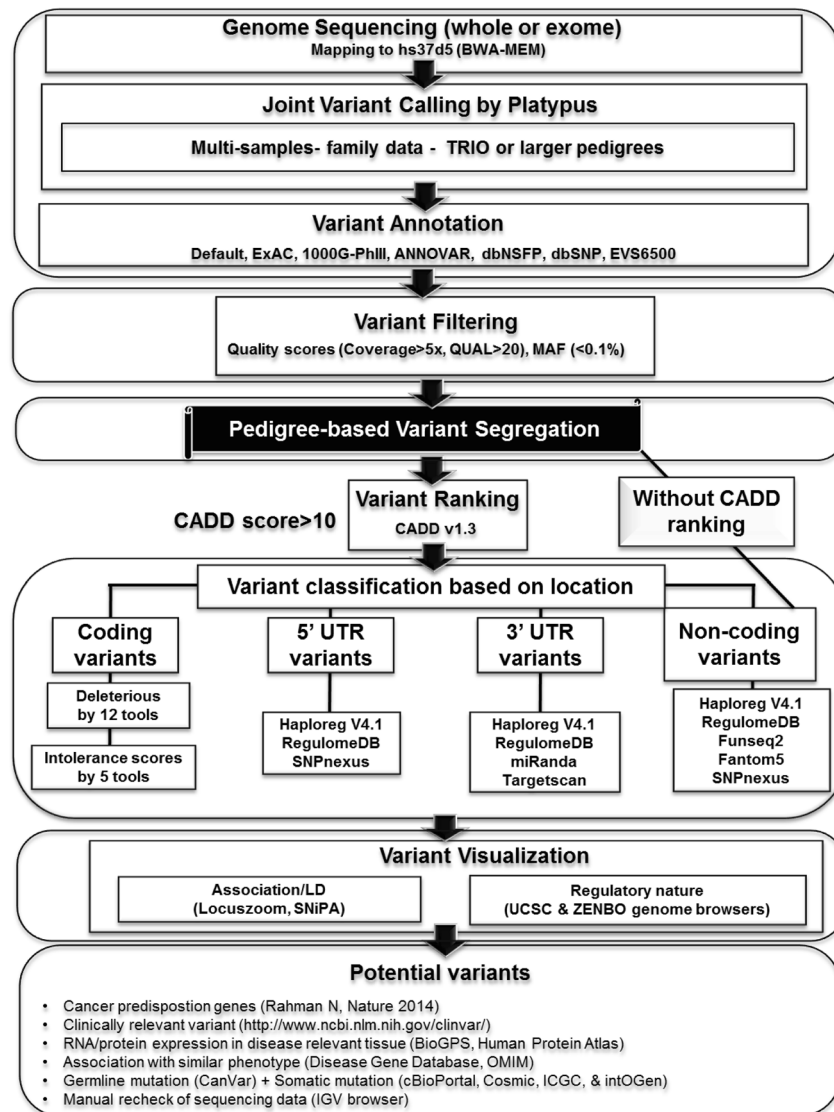 Genome Sequencing (whole or exome)
Mapping to hs37d5 (BWA-MEM)
Joint Variant Calling by Platypus
Multi-samples- family data - TRIO or larger pedigrees
Variant Annotation
Default, ExAC, 1000G-PhIII, ANNOVAR, dbNSFP, dbSNP, EVS6500
Variant Filtering
Quality scores (Coverage>5x, QUAL>20), MAF (<0.1%)
Pedigree-based Variant Segregation
CADD score>10
Variant Ranking
CADD v1.3
Without CADD
ranking
Variant classification based on location
Coding
variants
Deleterious
by 12 tools
Intolerance scores
by 5 tools
5’ UTR
variants
Haploreg V4.1
RegulomeDB
SNPnexus
3’ UTR
variants
Haploreg V4.1
RegulomeDB
miRanda
Targetscan
Non-coding
variants
Haploreg V4.1
RegulomeDB
Funseq2
Fantom5
SNPnexus
Variant Visualization
Association/LD
(Locuszoom, SNiPA)
Regulatory nature
(UCSC & ZENBO genome browsers)
Potential variants
• Cancer predispostion genes (Rahman N, Nature 2014)
• Clinically relevant variant (http://www.ncbi.nlm.nih.gov/clinvar/)
• RNA/protein expression in disease relevant tissue (BioGPS, Human Protein Atlas)
• Association with similar phenotype (Disease Gene Database, OMIM)
• Germline mutation (CanVar) + Somatic mutation (cBioPortal, Cosmic, ICGC, & intOGen)
• Manual recheck of sequencing data (IGV browser)